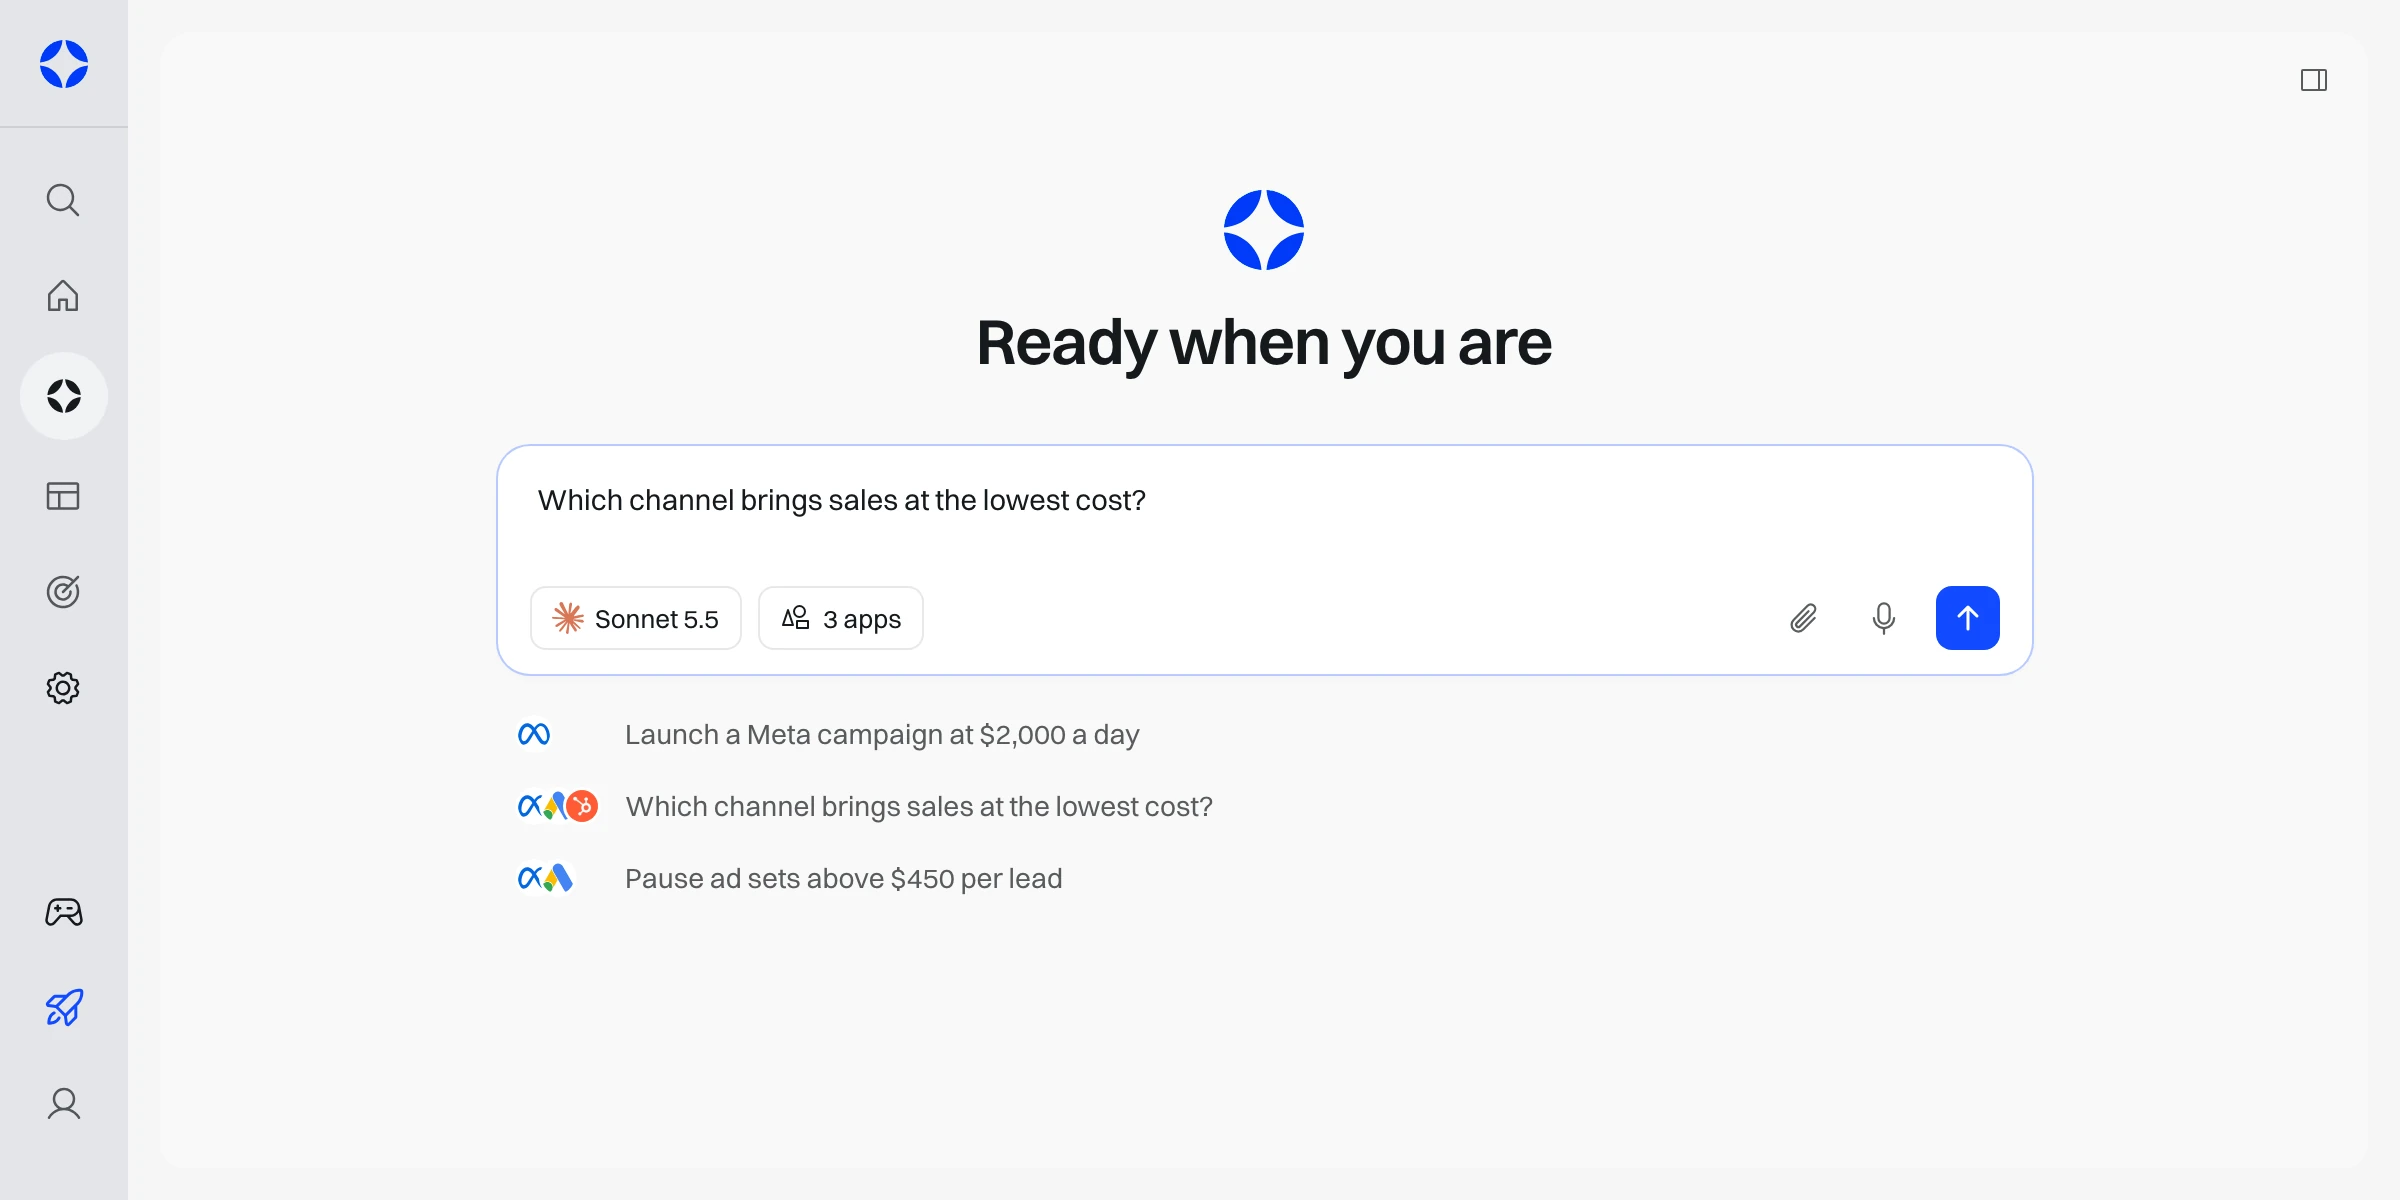 Ready when you are
Which channel brings sales at the lowest cost?
Sonnet 5.5
3 apps
Launch a Meta campaign at $2,000 a day
Which channel brings sales at the lowest cost?
Pause ad sets above $450 per lead